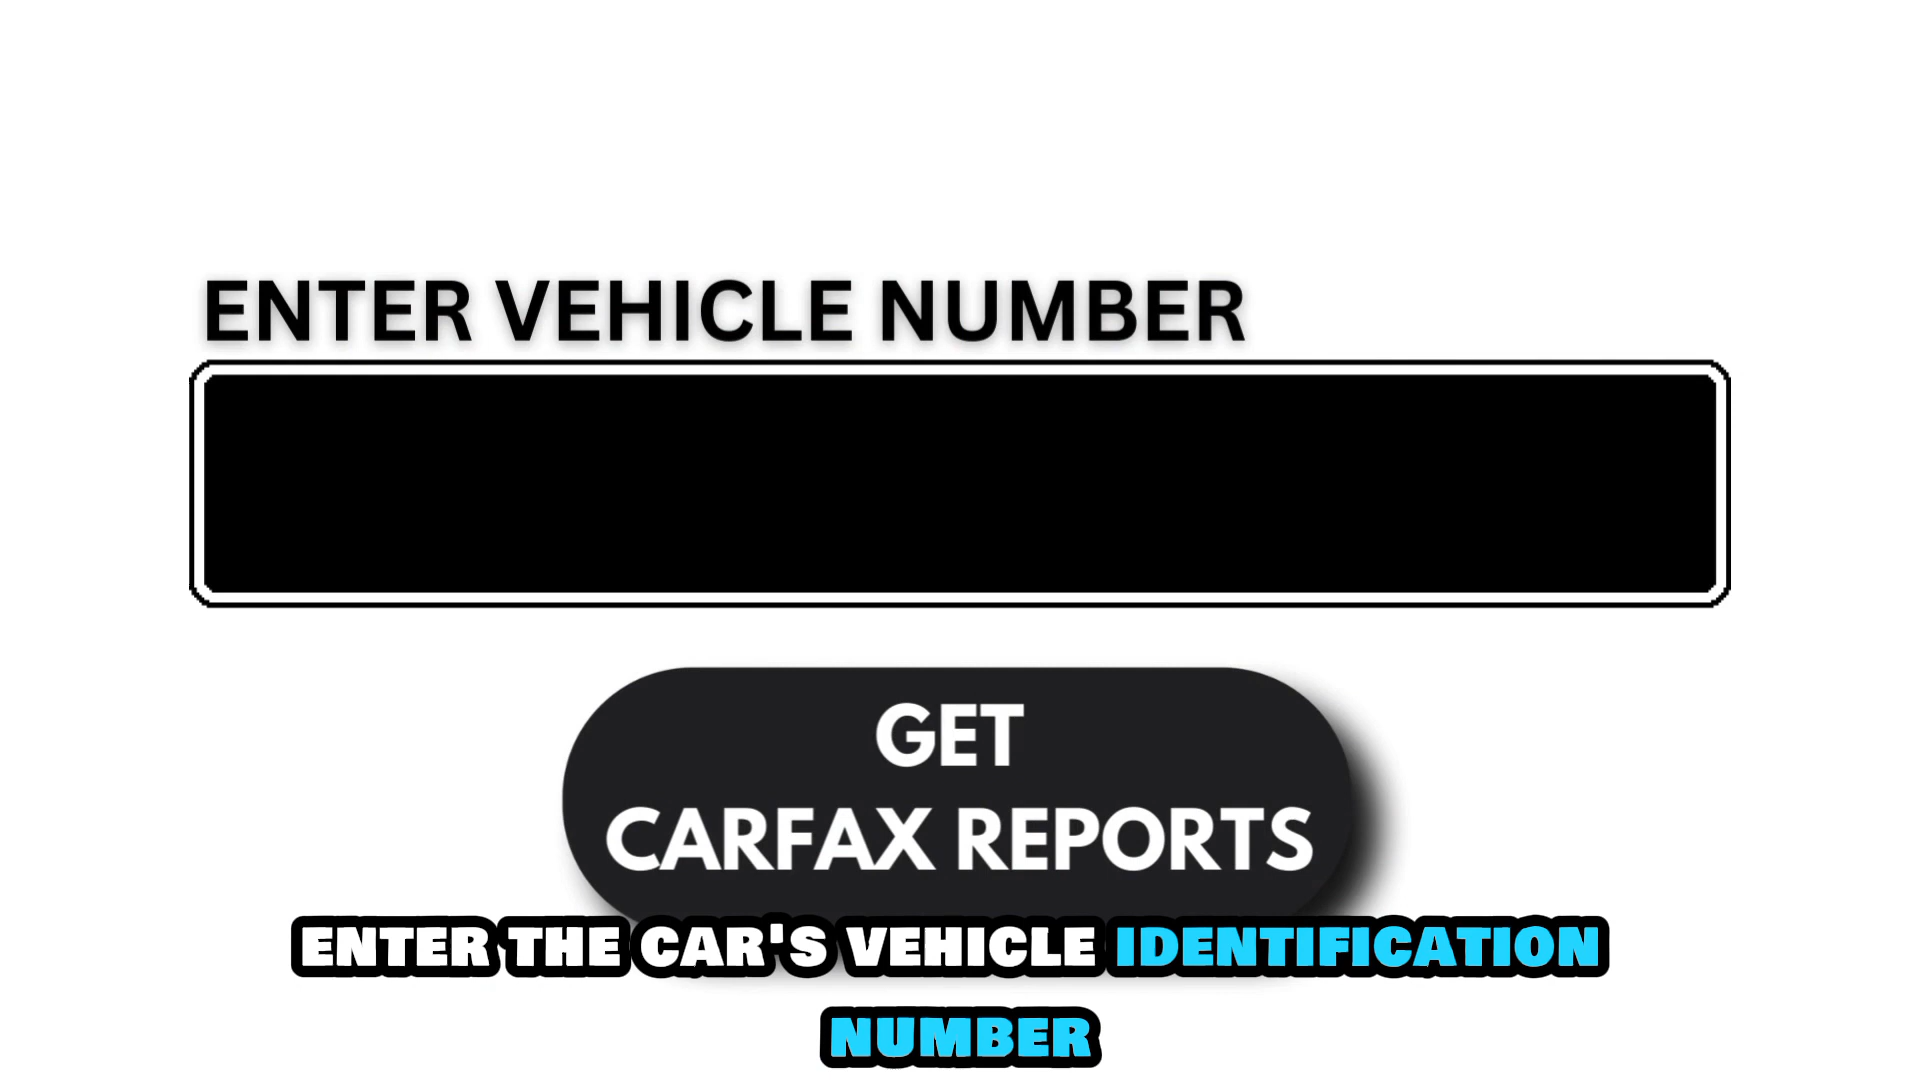 ENTER VEHICLE NUMBER
GET
CARFAX REPORTS
ENTER THE CAR'S VEHICLE IDENTIFICATION
NUMBER